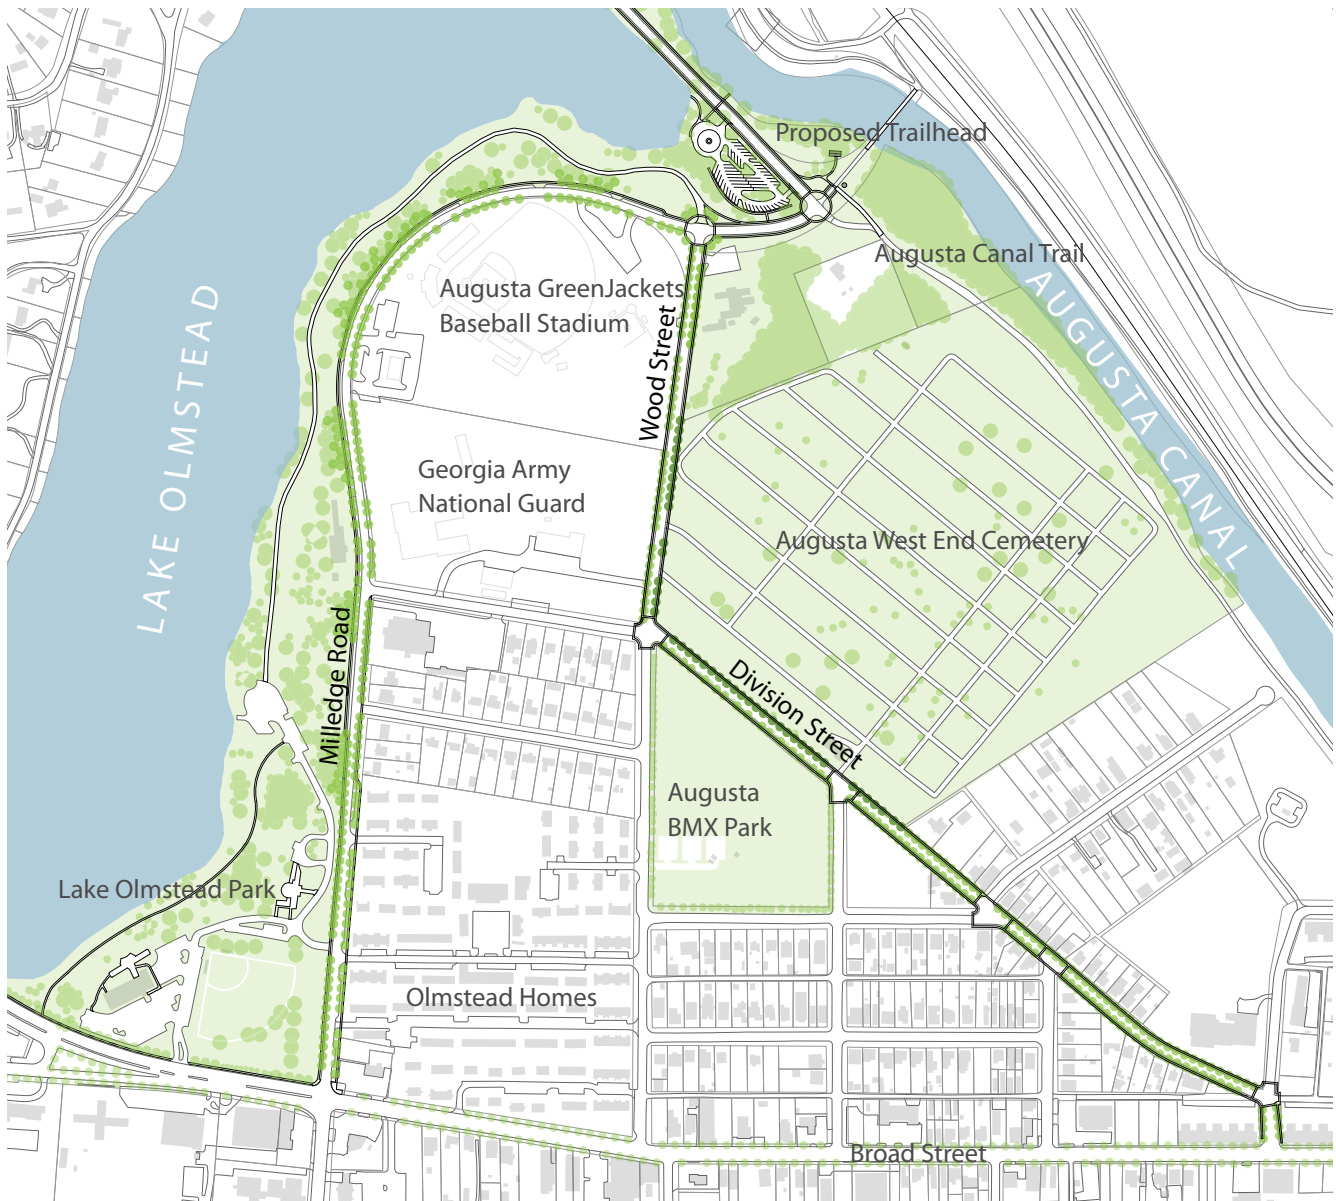 Proposed Trailhead
Augusta Canal Trail
AUGUSTA CANAL
LAKE OLMSTEAD
Augusta GreenJackets
Baseball Stadium
Wood Street
Georgia Army
National Guard
Augusta West End Cemetery
Milledge Road
Division Street
Augusta
BMX Park
Lake Olmstead Park
Olmstead Homes
Broad Street